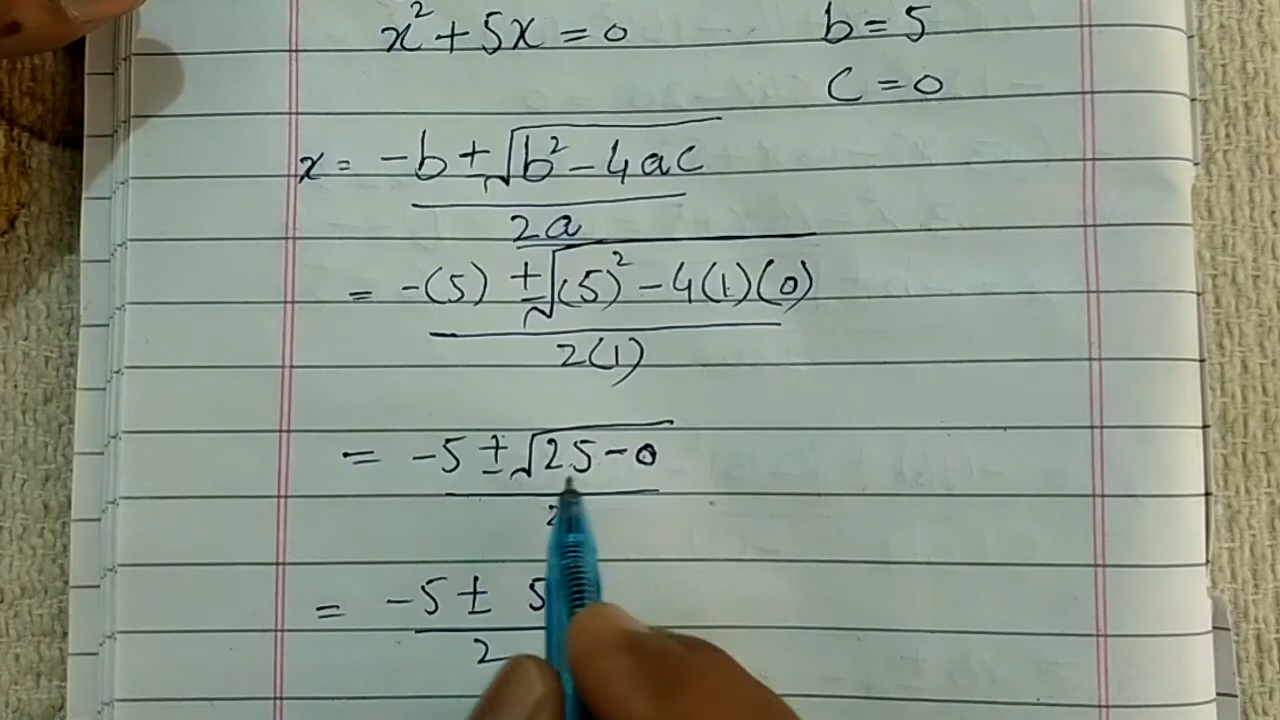 x² + 5x = 0 b = 5
c = 0
x = -b ± √b² - 4ac
2a
= -(5) ± √(5)² - 4(1)(0)
2(1)
= -5 ± √25 - 0
= -5 ± 5
2